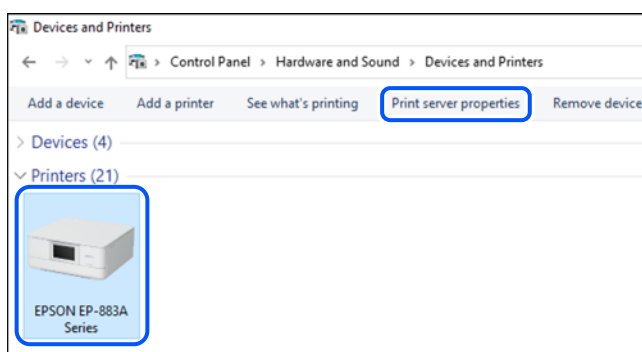 Devices and Printers
Control Panel > Hardware and Sound > Devices and Printers
Add a device Add a printer See what's printing Print server properties Remove device
Devices (4)
Printers (21)
EPSON EP-883A
Series